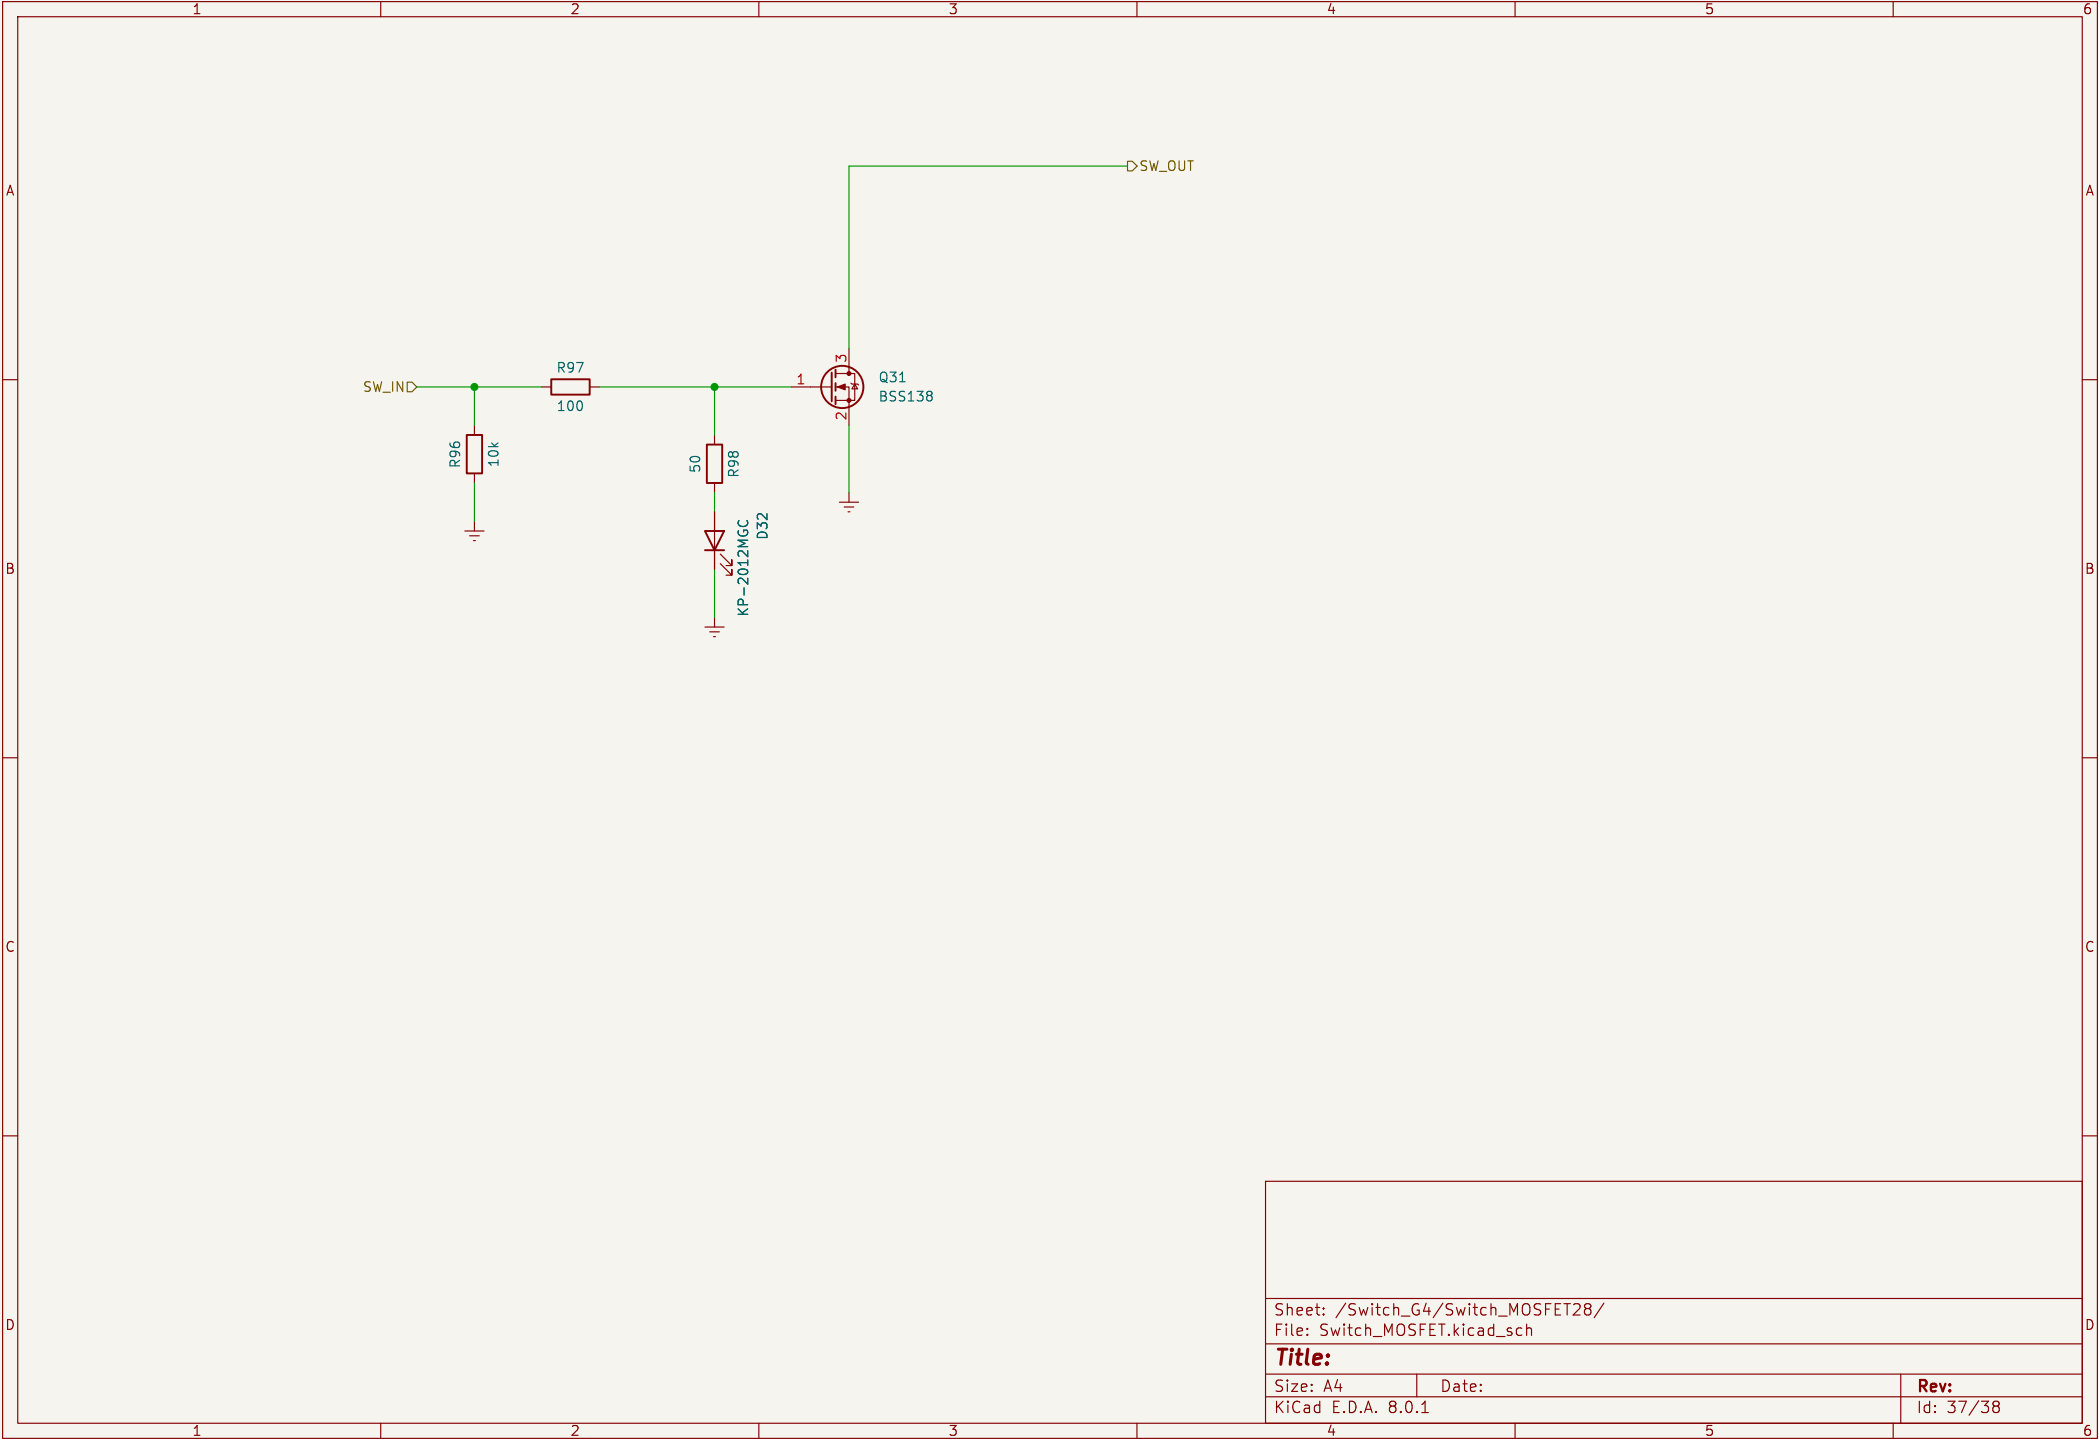 1 2 3 4 5 6
A A
SW_OUT
R97
SW_IN
100
1
3
2
Q31
BSS138
R96
10k
50
R98
D32
KP-2012MGC
B B
C C
Sheet: /Switch_G4/Switch_MOSFET28/
File: Switch_MOSFET.kicad_sch
D D
Title:
Size: A4 Date: Rev:
KiCad E.D.A. 8.0.1 Id: 37/38
1 2 3 4 5 6